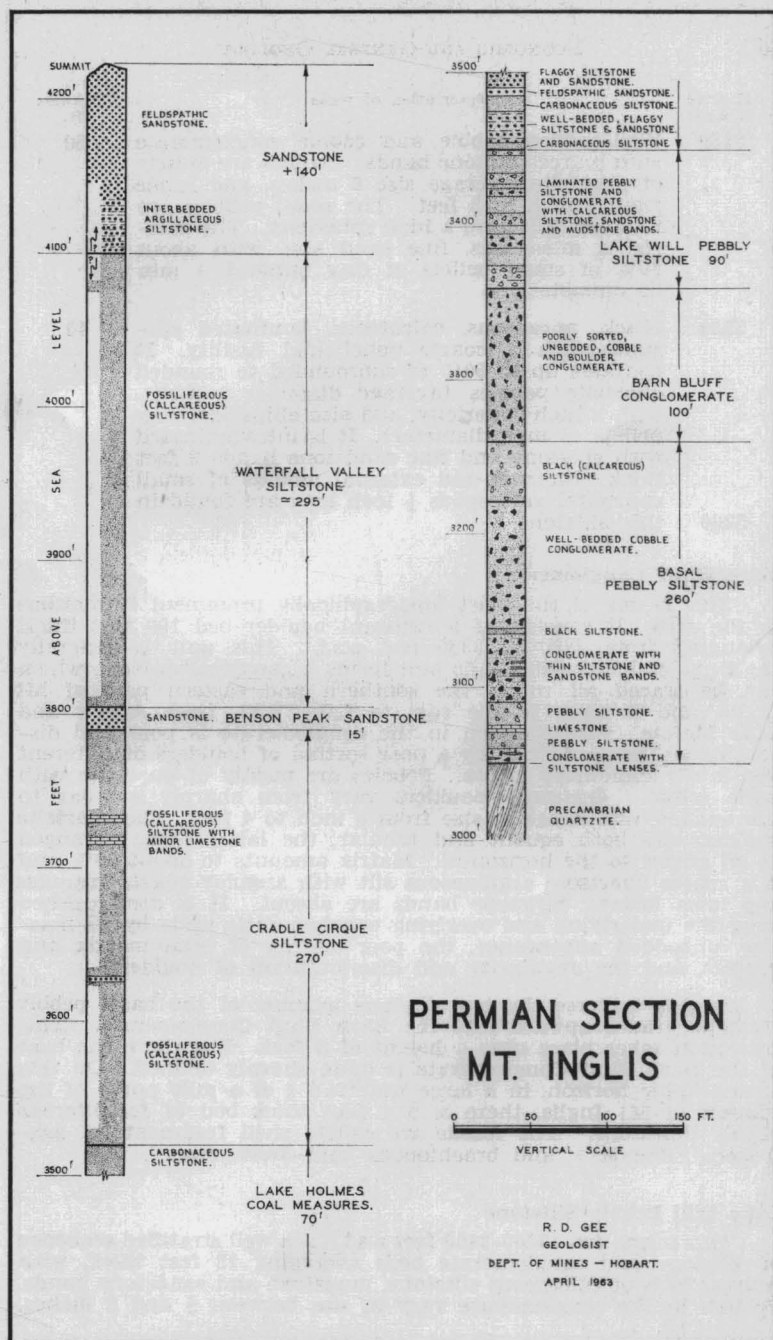 SUMMIT
4200'
FELDSPATHIC
SANDSTONE.
SANDSTONE
+140'
INTERBEDDED
ARGILLACEOUS
SILTSTONE.
4100'
LEVEL
4000'
FOSSILIFEROUS
(CALCAREOUS)
SILTSTONE.
SEA
WATERFALL VALLEY
SILTSTONE
≃ 295'
3900'
ABOVE
3800'
SANDSTONE.
BENSON PEAK SANDSTONE
15'
FEET
FOSSILIFEROUS
(CALCAREOUS)
SILTSTONE WITH
MINOR LIMESTONE
BANDS.
3700'
CRADLE CIRQUE
SILTSTONE
270'
3600'
FOSSILIFEROUS
(CALCAREOUS)
SILTSTONE.
3500'
CARBONACEOUS
SILTSTONE.
LAKE HOLMES
COAL MEASURES.
70'
3500'
FLAGGY SILTSTONE
AND SANDSTONE.
FELDSPATHIC SANDSTONE.
CARBONACEOUS SILTSTONE.
WELL-BEDDED, FLAGGY
SILTSTONE & SANDSTONE.
CARBONACEOUS SILTSTONE
LAMINATED PEBBLY
SILTSTONE AND
CONGLOMERATE
WITH CALCAREOUS
SILTSTONE, SANDSTONE
AND MUDSTONE BANDS.
3400'
LAKE WILL PEBBLY
SILTSTONE
90'
POORLY SORTED,
UNBEDDED, COBBLE
AND BOULDER
CONGLOMERATE.
3300'
BARN BLUFF
CONGLOMERATE
100'
BLACK (CALCAREOUS)
SILTSTONE.
3200'
WELL-BEDDED COBBLE
CONGLOMERATE.
BASAL
PEBBLY SILTSTONE
260'
BLACK SILTSTONE.
CONGLOMERATE WITH
THIN SILTSTONE AND
SANDSTONE BANDS.
3100'
PEBBLY SILTSTONE.
LIMESTONE
PEBBLY SILTSTONE.
CONGLOMERATE WITH
SILTSTONE LENSES.
PRECAMBRIAN
QUARTZITE.
3000'
PERMIAN SECTION
MT. INGLIS
0 50 100 150 FT.
VERTICAL SCALE
R. D. GEE
GEOLOGIST
DEPT. OF MINES – HOBART.
APRIL 1963